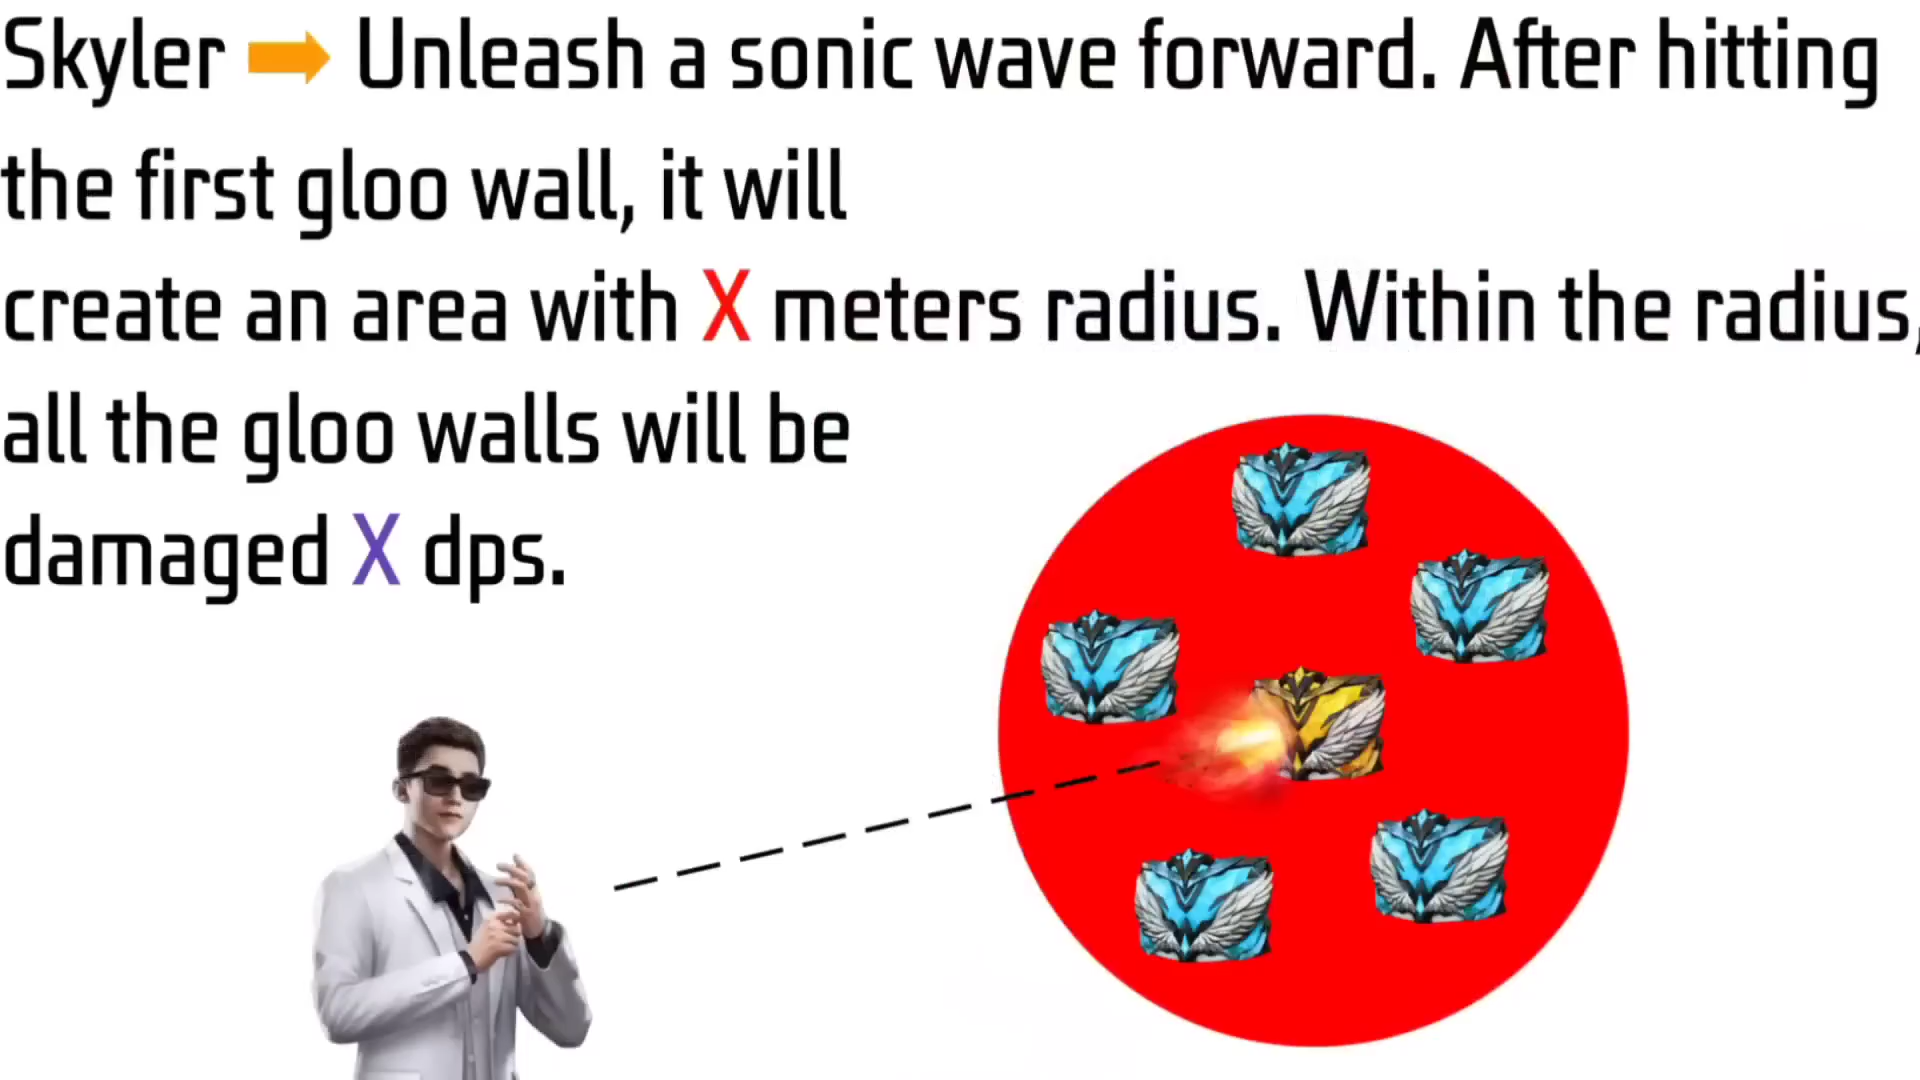 Skyler ➡ Unleash a sonic wave forward. After hitting
the first gloo wall, it will
create an area with X meters radius. Within the radius,
all the gloo walls will be
damaged X dps.